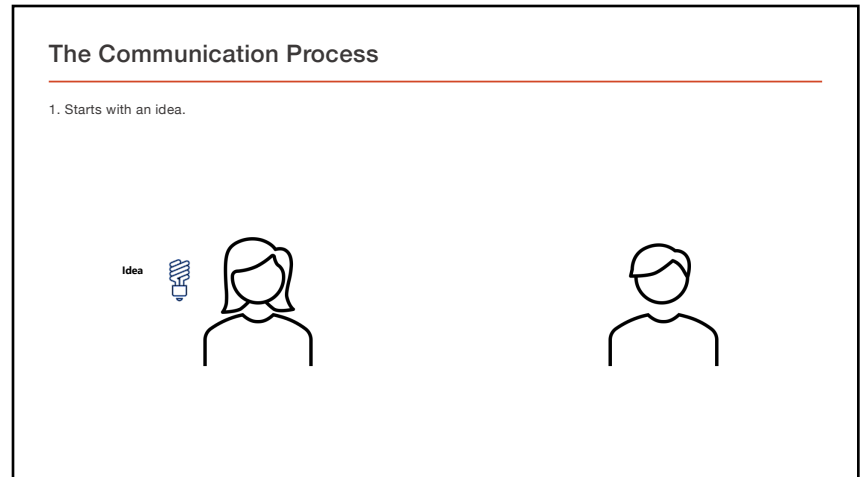 The Communication Process
1. Starts with an idea.
Idea